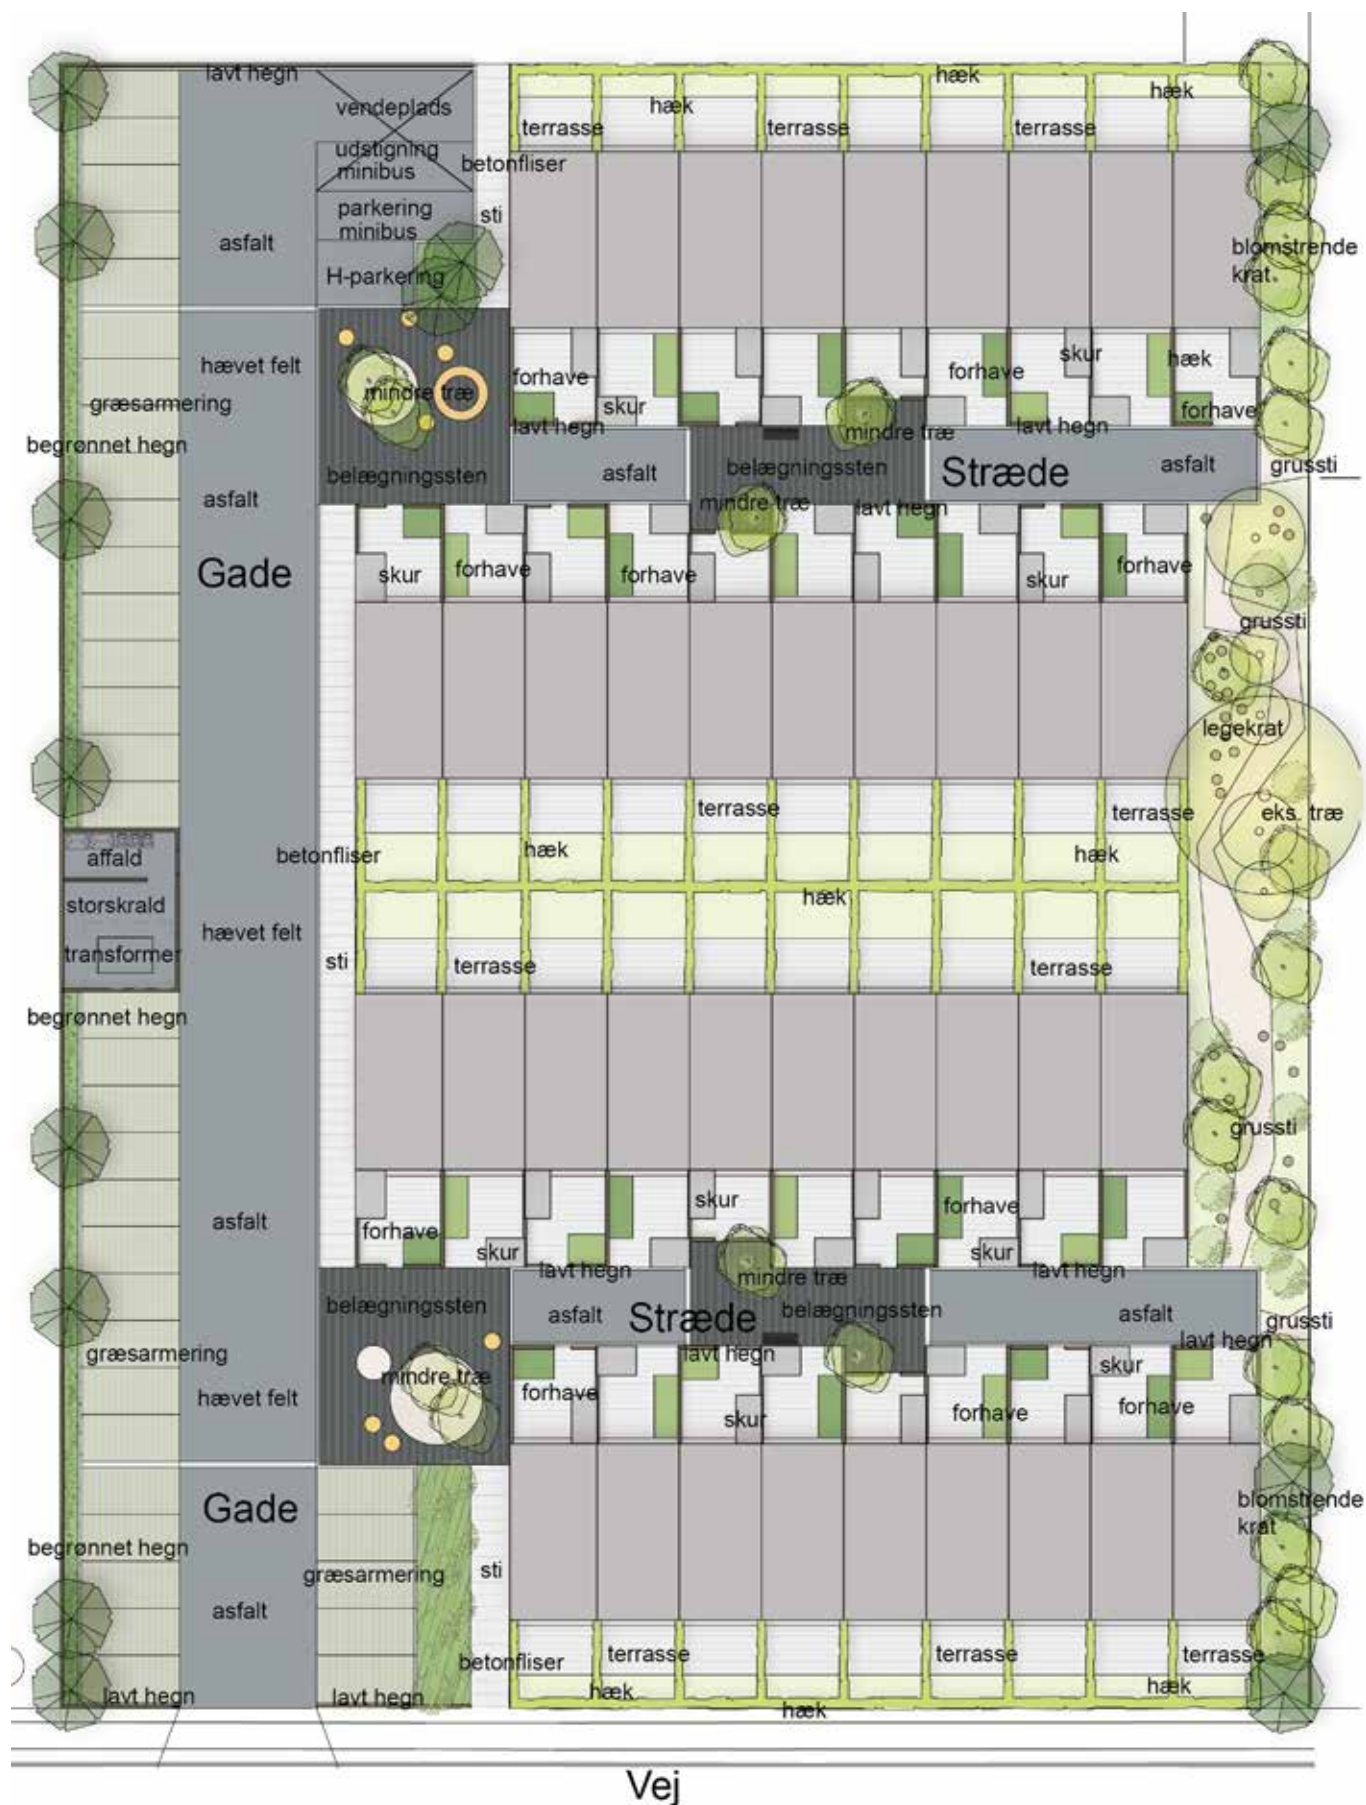 lavt hegn
vendeplads
udstigning
minibus
parkering
minibus
H-parkering
betonfliser
sti
asfalt
terrasse
hæk
terrasse
hæk
terrasse
hæk
blomstrende
krat
hævet felt
græsarmering
begrønnet hegn
asfalt
Gade
mindre træ
belægningssten
forhave
skur
lavt hegn
asfalt
mindre træ
belægningssten
mindre træ
forhave
skur
lavt hegn
hæk
forhave
Stræde
asfalt
grussti
lavt hegn
skur
forhave
forhave
skur
forhave
grussti
legekrat
eks. træ
terrasse
terrasse
betonfliser
hæk
hæk
hæk
affald
storskrald
transformer
hævet felt
sti
terrasse
terrasse
begrønnet hegn
grussti
asfalt
forhave
skur
skur
forhave
skur
lavt hegn
mindre træ
lavt hegn
belægningssten
asfalt
Stræde
belægningssten
asfalt
grussti
græsarmering
mindre træ
hævet felt
lavt hegn
lavt hegn
forhave
skur
skur
forhave
forhave
Gade
blomstrende
krat
begrønnet hegn
græsarmering
sti
asfalt
betonfliser
terrasse
terrasse
terrasse
lavt hegn
lavt hegn
hæk
hæk
hæk
Vej